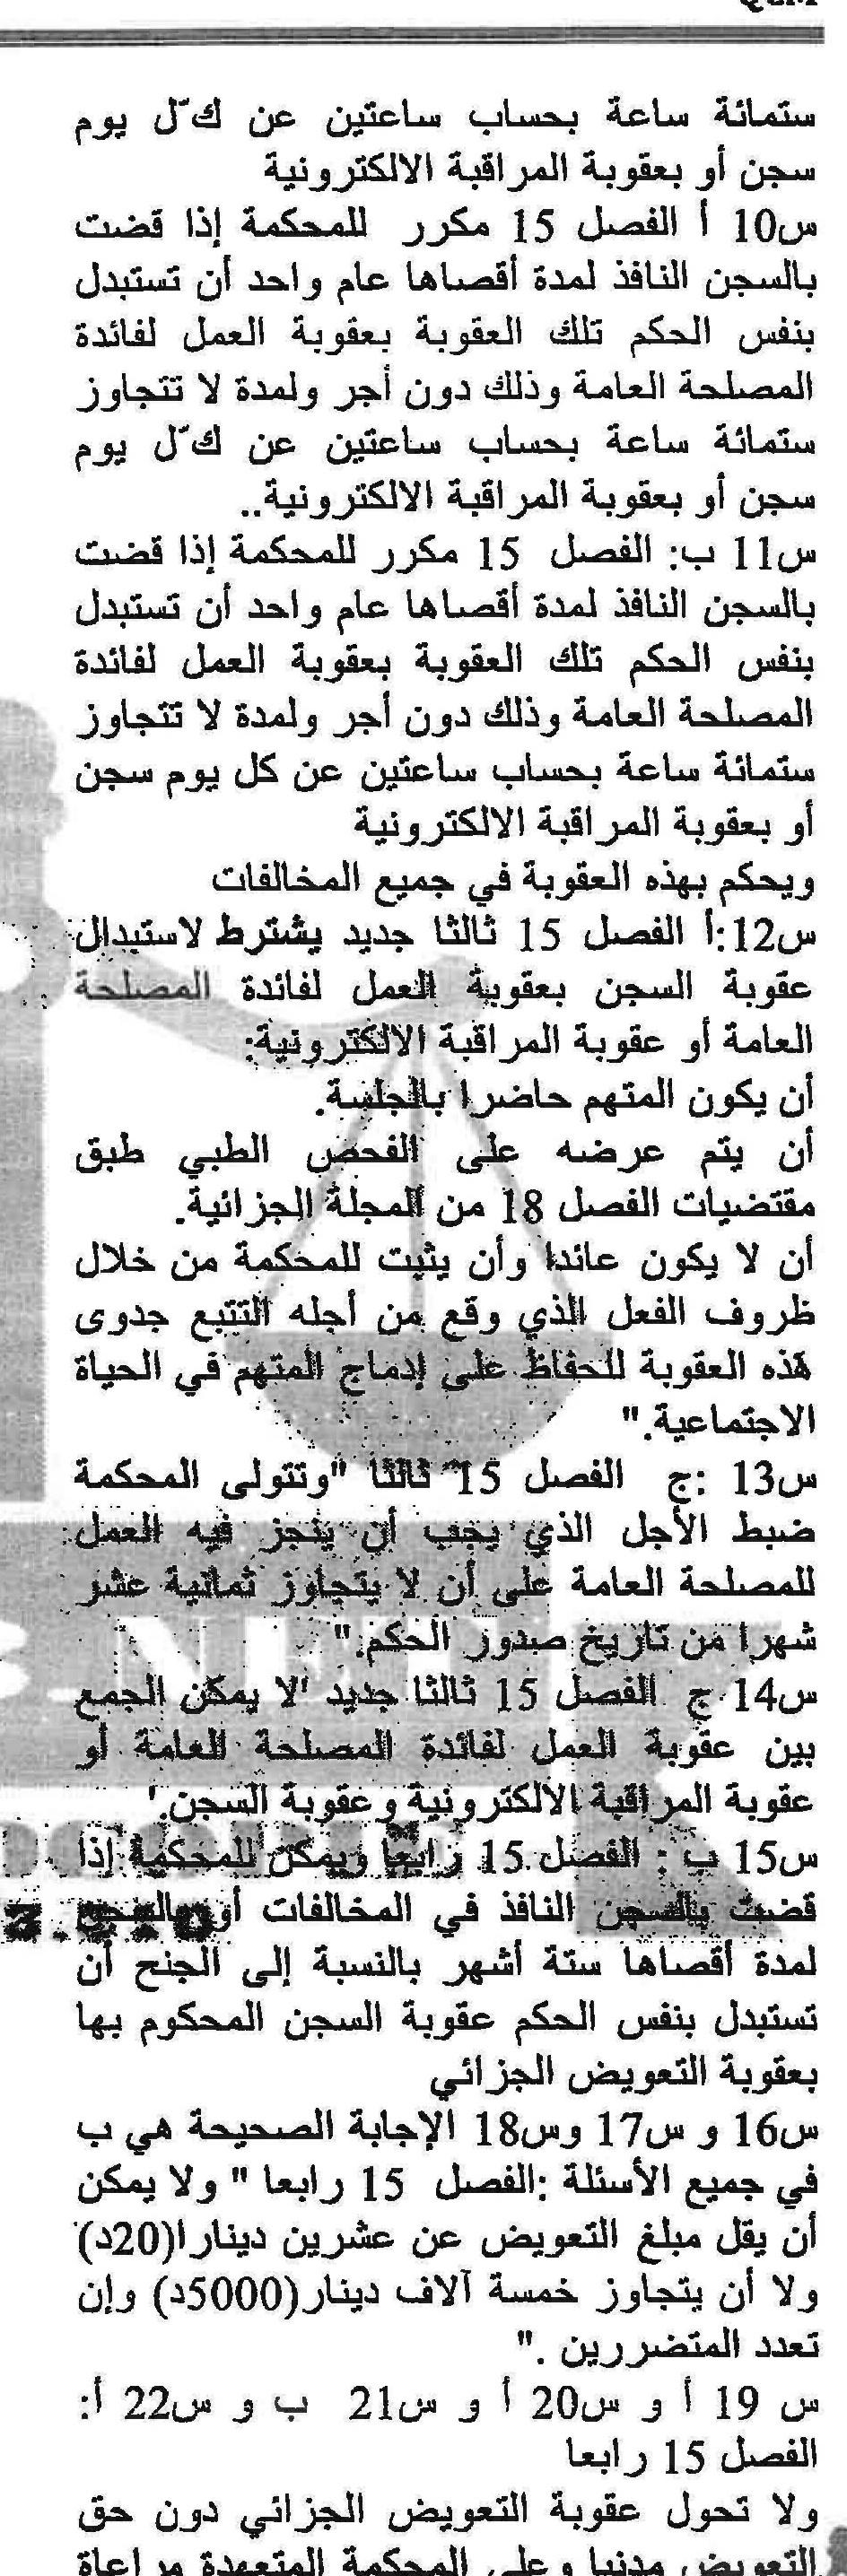 ستمائة ساعة بحساب ساعتين عن كّل يوم
سجن أو بعقوبة المراقبة الالكترونية
س10 أ الفصل 15 مكرر للمحكمة إذا قضت
بالسجن النافذ لمدة أقصاها عام واحد أن تستبدل
بنفس الحكم تلك العقوبة بعقوبة العمل لفائدة
المصلحة العامة وذلك دون أجر ولمدة لا تتجاوز
ستمائة ساعة بحساب ساعتين عن كّل يوم
سجن أو بعقوبة المراقبة الالكترونية..
س11 ب: الفصل 15 مكرر للمحكمة إذا قضت
بالسجن النافذ لمدة أقصاها عام واحد أن تستبدل
بنفس الحكم تلك العقوبة بعقوبة العمل لفائدة
المصلحة العامة وذلك دون أجر ولمدة لا تتجاوز
ستمائة ساعة بحساب ساعتين عن كل يوم سجن
أو بعقوبة المراقبة الالكترونية
ويحكم بهذه العقوبة في جميع المخالفات
س12:أ الفصل 15 ثالثا جديد يشترط لاستبدال
عقوبة السجن بعقوبة العمل لفائدة المصلحة
العامة أو عقوبة المراقبة الالكترونية:
أن يكون المتهم حاضرا بالجلسة.
أن يتم عرضه على الفحص الطبي طبق
مقتضيات الفصل 18 من المجلة الجزائية.
أن لا يكون عائدا وأن يثبت للمحكمة من خلال
ظروف الفعل الذي وقع من أجله التتبع جدوى
هذه العقوبة للحفاظ على إدماج المتهم في الحياة
الاجتماعية."
س13 :ج الفصل 15 ثالثا "وتتولى المحكمة
ضبط الأجل الذي يجب أن ينجز فيه العمل
للمصلحة العامة على أن لا يتجاوز ثمانية عشر
شهرا من تاريخ صدور الحكم."
س14 ج الفصل 15 ثالثا جديد 'لا يمكن الجمع
بين عقوبة العمل لفائدة المصلحة العامة أو
عقوبة المراقبة الالكترونية وعقوبة السجن.'
س15 ب : الفصل 15 رابعا ويمكن للمحكمة إذا
قضت بالسجن النافذ في المخالفات أو بالسجن
لمدة أقصاها ستة أشهر بالنسبة إلى الجنح أن
تستبدل بنفس الحكم عقوبة السجن المحكوم بها
بعقوبة التعويض الجزائي
س16 و س17 وس18 الإجابة الصحيحة هي ب
في جميع الأسئلة :الفصل 15 رابعا " ولا يمكن
أن يقل مبلغ التعويض عن عشرين دينارا(20د)
ولا أن يتجاوز خمسة آلاف دينار(5000د) وإن
تعدد المتضررين ."
س 19 أ و س20 أ و س21 ب و س22 أ:
الفصل 15 رابعا
ولا تحول عقوبة التعويض الجزائي دون حق
التعويض مدنيا وعلى المحكمة المتعهدة مراعاة